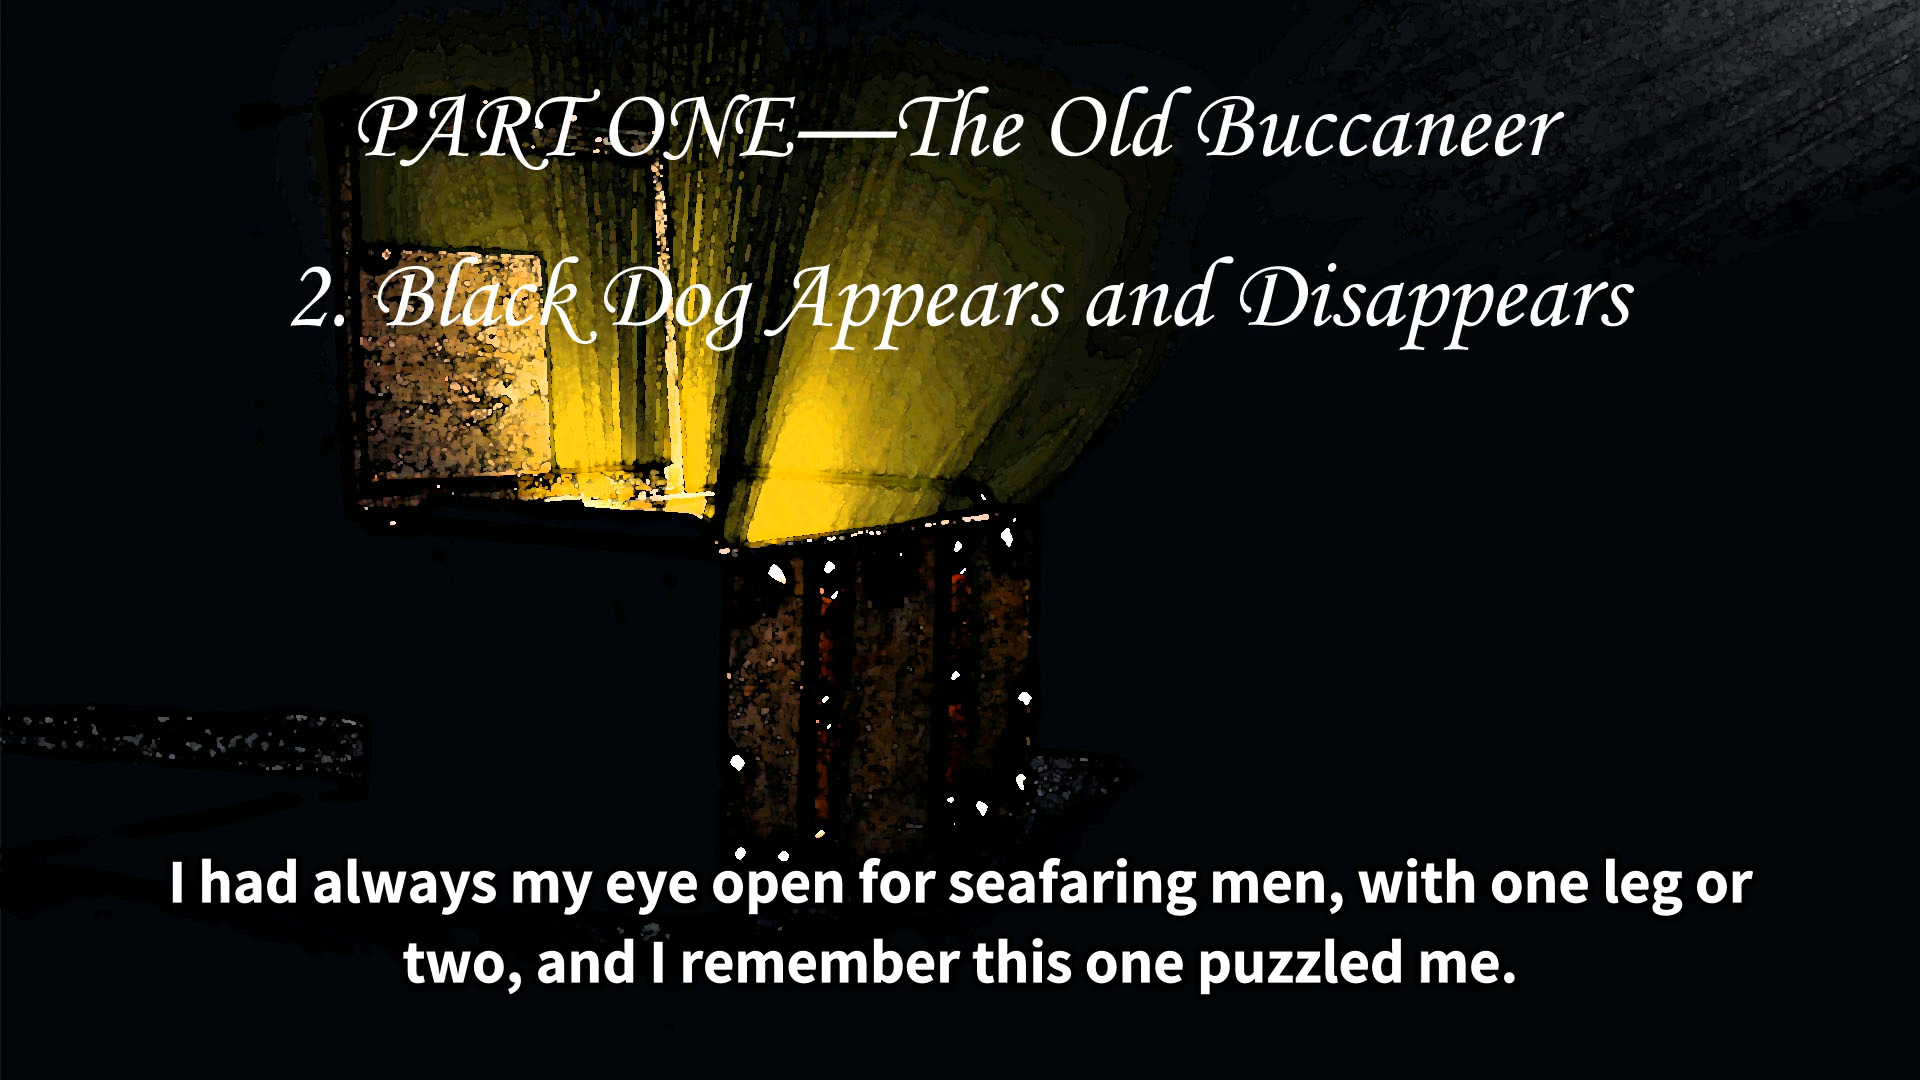 PART ONE—The Old Buccaneer
2. Black Dog Appears and Disappears
I had always my eye open for seafaring men, with one leg or
two, and I remember this one puzzled me.